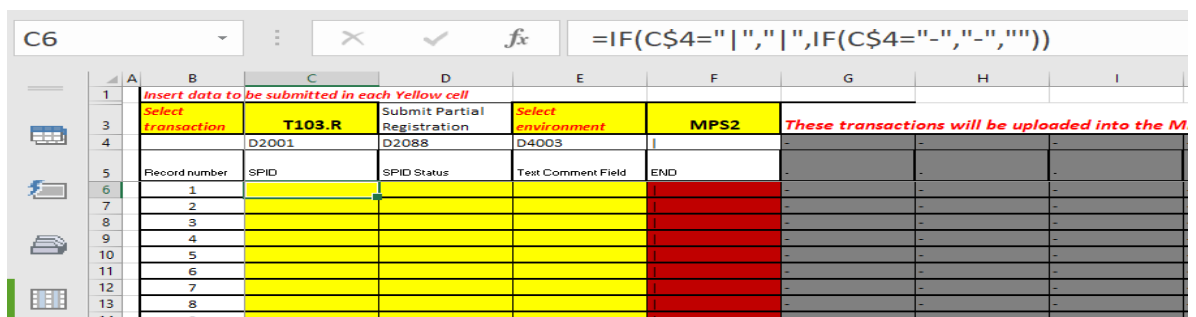 C6 fx =IF(C$4="|","|",IF(C$4="-","-",""))
A B C D E F G H I
1 Insert data to be submitted in each Yellow cell
3 Select transaction T103.R Submit Partial Registration Select environment MPS2 These transactions will be uploaded into the
4 D2001 D2088 D4003 | - - -
5 Record number SPID SPID Status Text Comment Field END - - -
6 1 | - - -
7 2 | - - -
8 3 | - - -
9 4 | - - -
10 5 | - - -
11 6 | - - -
12 7 | - - -
13 8 | - - -